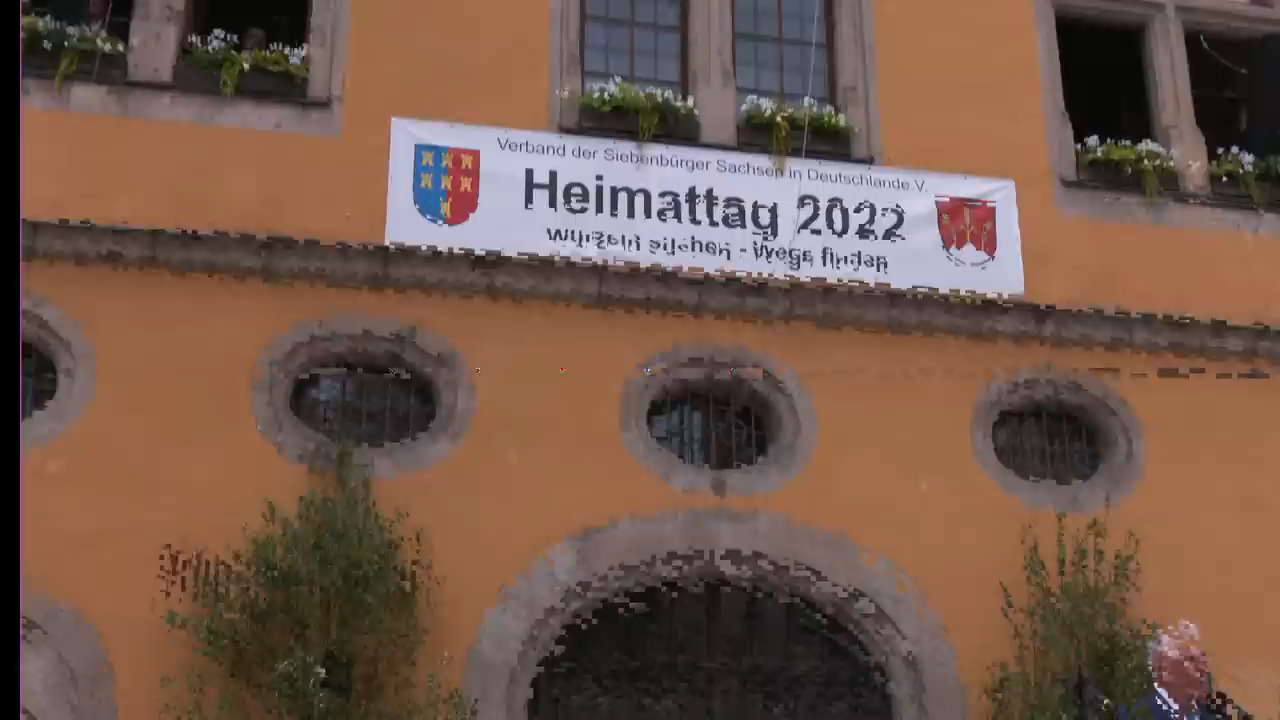 Verband der Siebenbürger Sachsen in Deutschland e.V.
Heimattag 2022
Wurzeln suchen - Wege finden